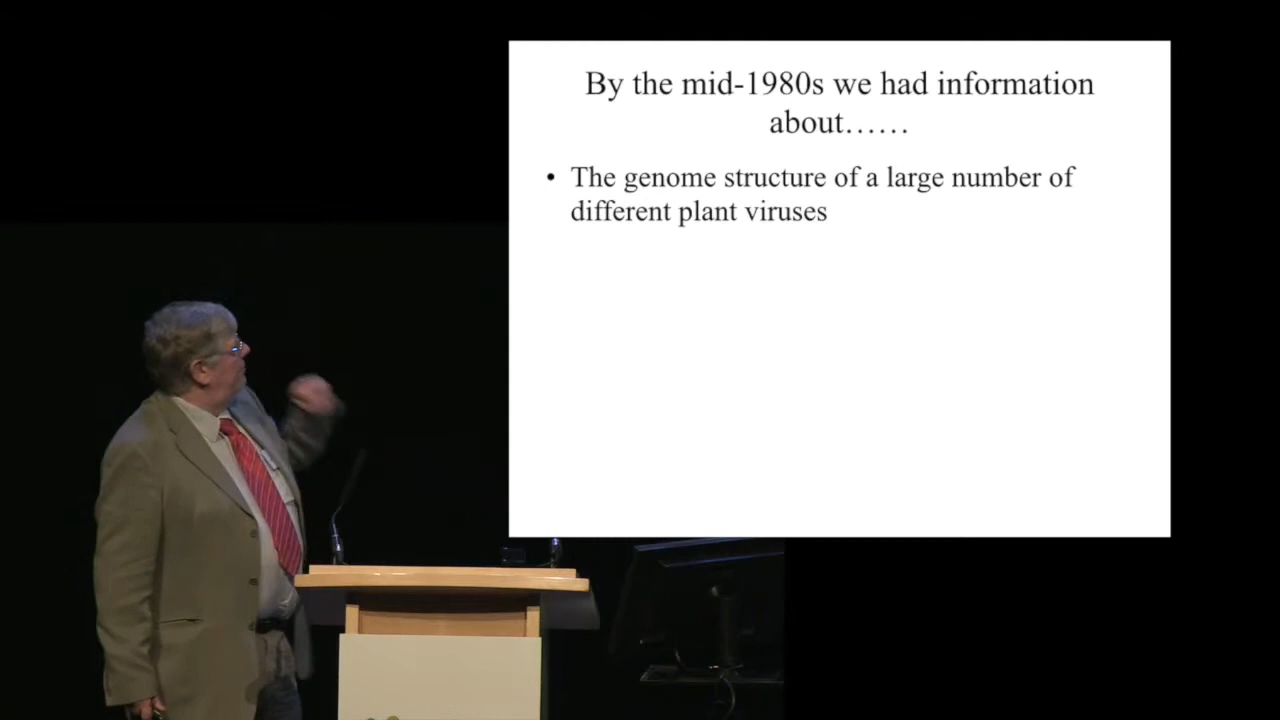 By the mid-1980s we had information
about……
• The genome structure of a large number of
different plant viruses